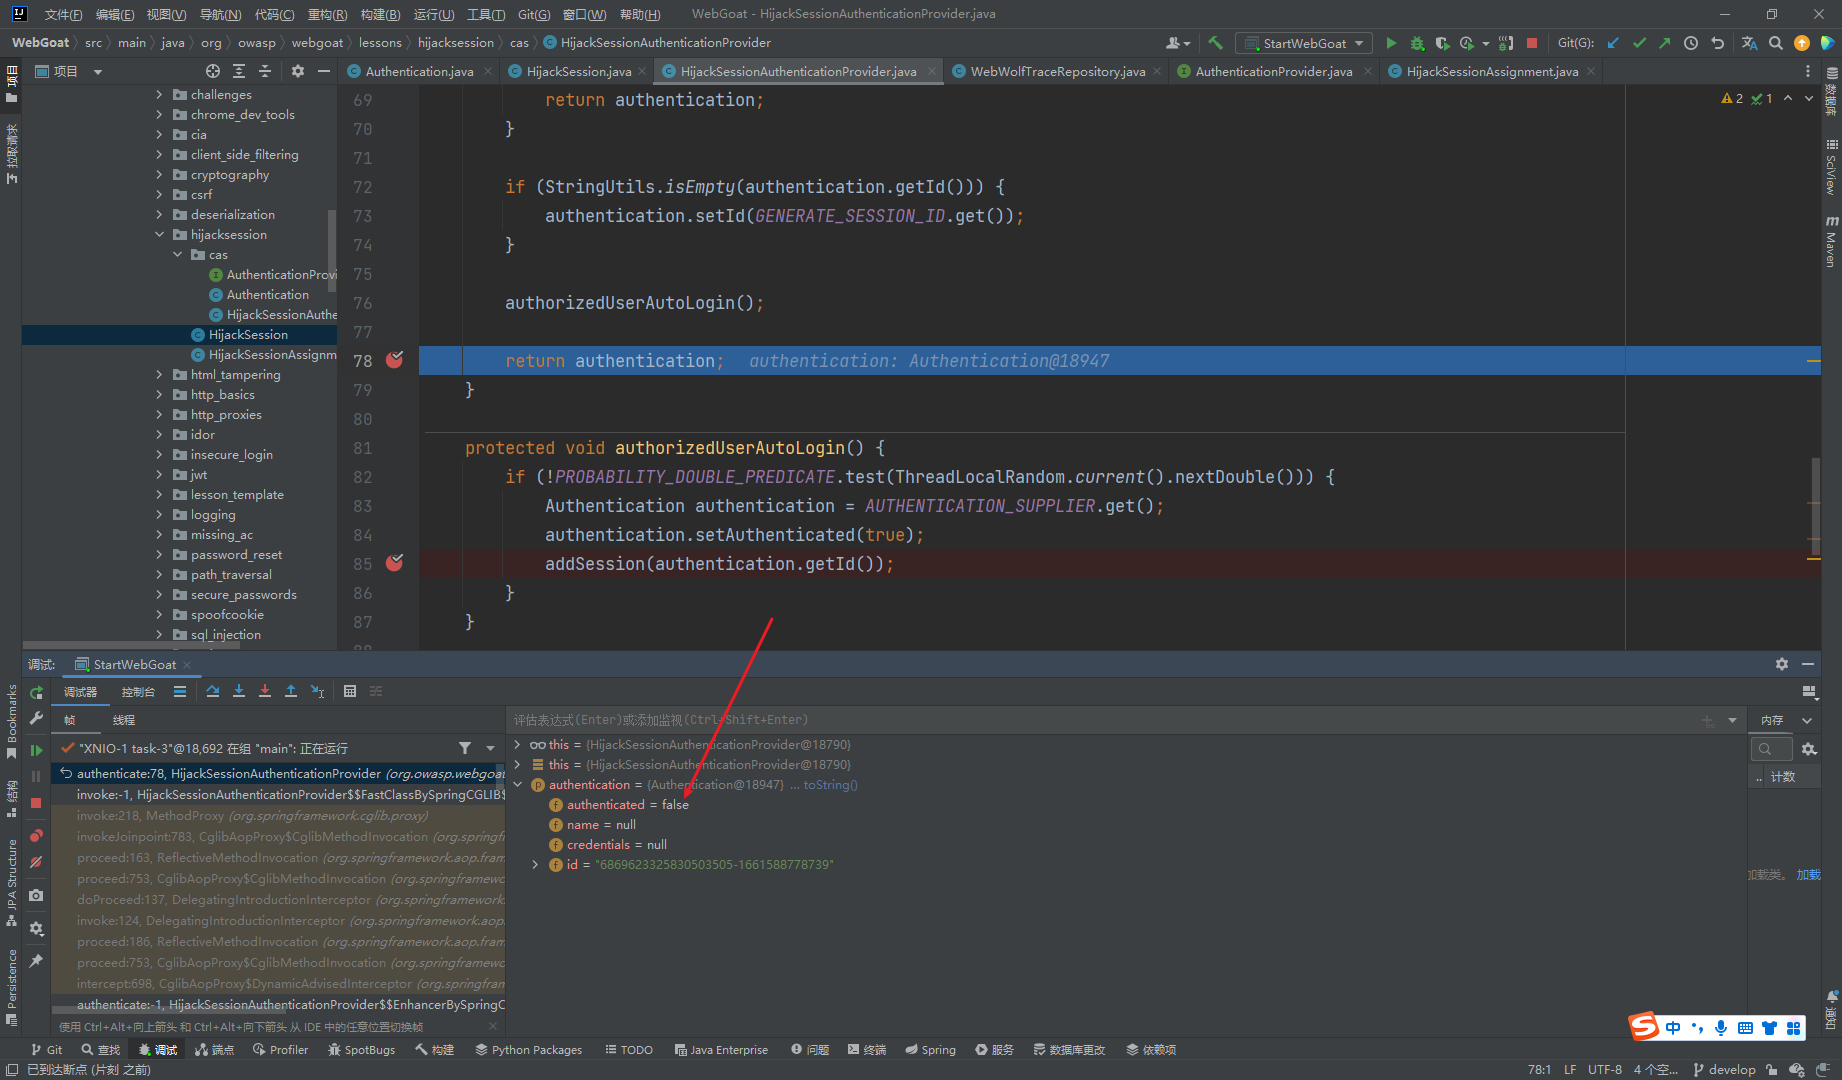 文件(F) 编辑(E) 视图(V) 导航(N) 代码(C) 重构(R) 构建(B) 运行(U) 工具(T) Git(G) 窗口(W) 帮助(H) WebGoat - HijackSessionAuthenticationProvider.java
WebGoat src main java org owasp webgoat lessons hijacksession cas HijackSessionAuthenticationProvider StartWebGoat Git(G):
项目
Authentication.java HijackSession.java HijackSessionAuthenticationProvider.java WebWolfTraceRepository.java AuthenticationProvider.java HijackSessionAssignment.java
项目
拉取请求
Bookmarks
结构
JPA Structure
Persistence
challenges
chrome_dev_tools
cia
client_side_filtering
cryptography
csrf
deserialization
hijacksession
cas
AuthenticationProvi
Authentication
HijackSessionAuthe
HijackSession
HijackSessionAssignm
html_tampering
http_basics
http_proxies
idor
insecure_login
jwt
lesson_template
logging
missing_ac
password_reset
path_traversal
secure_passwords
spoofcookie
sql_injection
2 1
69 return authentication;
70 }
71
72 if (StringUtils.isEmpty(authentication.getId())) {
73 authentication.setId(GENERATE_SESSION_ID.get());
74 }
75
76 authorizedUserAutoLogin();
77
78 return authentication; authentication: Authentication@18947
79 }
80
81 protected void authorizedUserAutoLogin() {
82 if (!PROBABILITY_DOUBLE_PREDICATE.test(ThreadLocalRandom.current().nextDouble())) {
83 Authentication authentication = AUTHENTICATION_SUPPLIER.get();
84 authentication.setAuthenticated(true);
85 addSession(authentication.getId());
86 }
87 }
数据库
SciView
m Maven
通知
调试: StartWebGoat
调试器 控制台
帧 线程
"XNIO-1 task-3"@18,692 在组 "main": 正在运行
authenticate:78, HijackSessionAuthenticationProvider (org.owasp.webgoat
invoke:-1, HijackSessionAuthenticationProvider$$FastClassBySpringCGLIB$
invoke:218, MethodProxy (org.springframework.cglib.proxy)
invokeJoinpoint:783, CglibAopProxy$CglibMethodInvocation (org.springf
proceed:163, ReflectiveMethodInvocation (org.springframework.aop.fram
proceed:753, CglibAopProxy$CglibMethodInvocation (org.springframewo
doProceed:137, DelegatingIntroductionInterceptor (org.springframework
invoke:124, DelegatingIntroductionInterceptor (org.springframework.aop
proceed:186, ReflectiveMethodInvocation (org.springframework.aop.fram
proceed:753, CglibAopProxy$CglibMethodInvocation (org.springframewo
intercept:698, CglibAopProxy$DynamicAdvisedInterceptor (org.springfram
authenticate:-1, HijackSessionAuthenticationProvider$$EnhancerBySpringC
使用 Ctrl+Alt+向上箭头 和 Ctrl+Alt+向下箭头 从 IDE 中的任意位置切换帧
评估表达式(Enter)或添加监视(Ctrl+Shift+Enter)
this = {HijackSessionAuthenticationProvider@18790}
this = {HijackSessionAuthenticationProvider@18790}
authentication = {Authentication@18947} ... toString()
authenticated = false
name = null
credentials = null
id = "6869623325830503505-1661588778739"
内存
.. 计数
加载类。 加载
中
Git 查找 调试 端点 Profiler SpotBugs 构建 Python Packages TODO Java Enterprise 问题 终端 Spring 服务 数据库更改 依赖项
已到达断点 (片刻 之前) 78:1 LF UTF-8 4 个空... develop